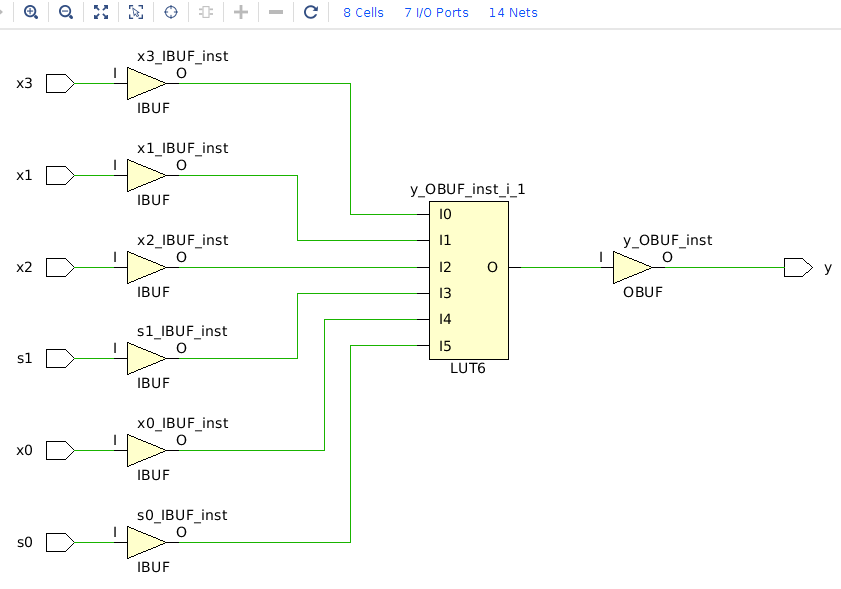 8 Cells 7 I/O Ports 14 Nets
x3_IBUF_inst
x3 I O
IBUF
x1_IBUF_inst
x1 I O
IBUF
x2_IBUF_inst
x2 I O
IBUF
s1_IBUF_inst
s1 I O
IBUF
x0_IBUF_inst
x0 I O
IBUF
s0_IBUF_inst
s0 I O
IBUF
y_OBUF_inst_i_1
I0
I1
I2 O
I3
I4
I5
LUT6
y_OBUF_inst
I O y
OBUF